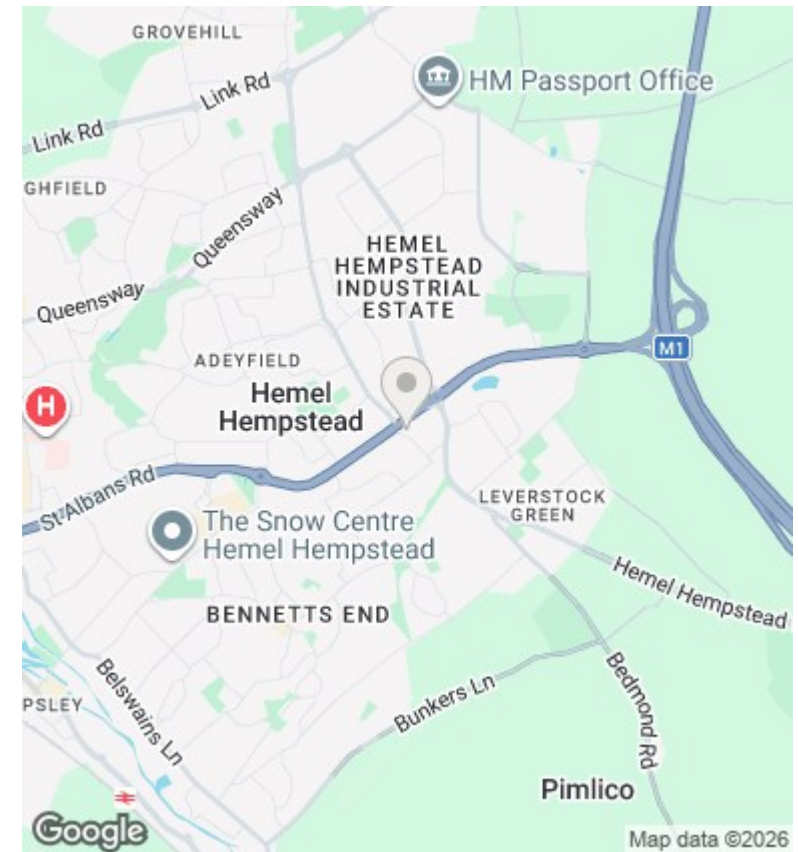 GROVEHILL
Link Rd
HM Passport Office
Link Rd
GHFIELD
Queensway
HEMEL
HEMPSTEAD
INDUSTRIAL
ESTATE
Queensway
M1
ADEYFIELD
Hemel
Hempstead
H
St Albans Rd
LEVERSTOCK
GREEN
The Snow Centre
Hemel Hempstead
Hemel Hempstead
BENNETTS END
Belswains Ln
Bedmond Rd
Bunkers Ln
PSLEY
Pimlico
Google
Map data ©2026